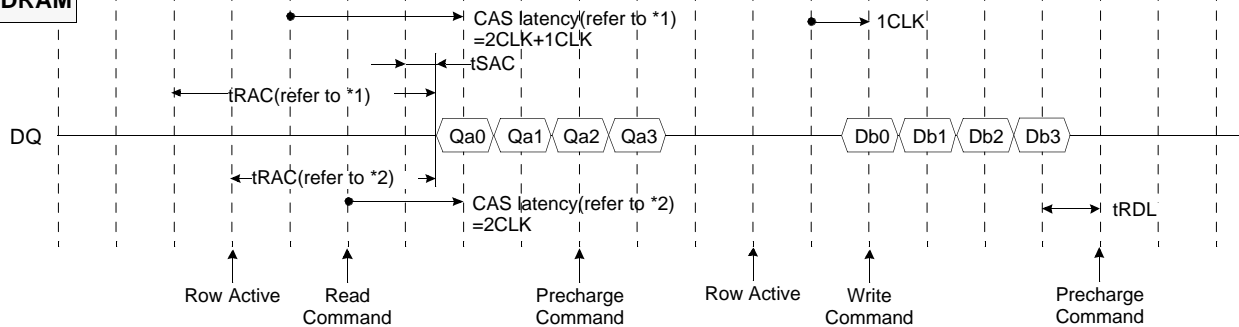 DRAM
CAS latency(refer to *1)
=2CLK+1CLK
1CLK
tSAC
tRAC(refer to *1)
DQ
Qa0 Qa1 Qa2 Qa3 Db0 Db1 Db2 Db3
tRAC(refer to *2)
CAS latency(refer to *2)
=2CLK
tRDL
Row Active
Read
Command
Precharge
Command
Row Active
Write
Command
Precharge
Command